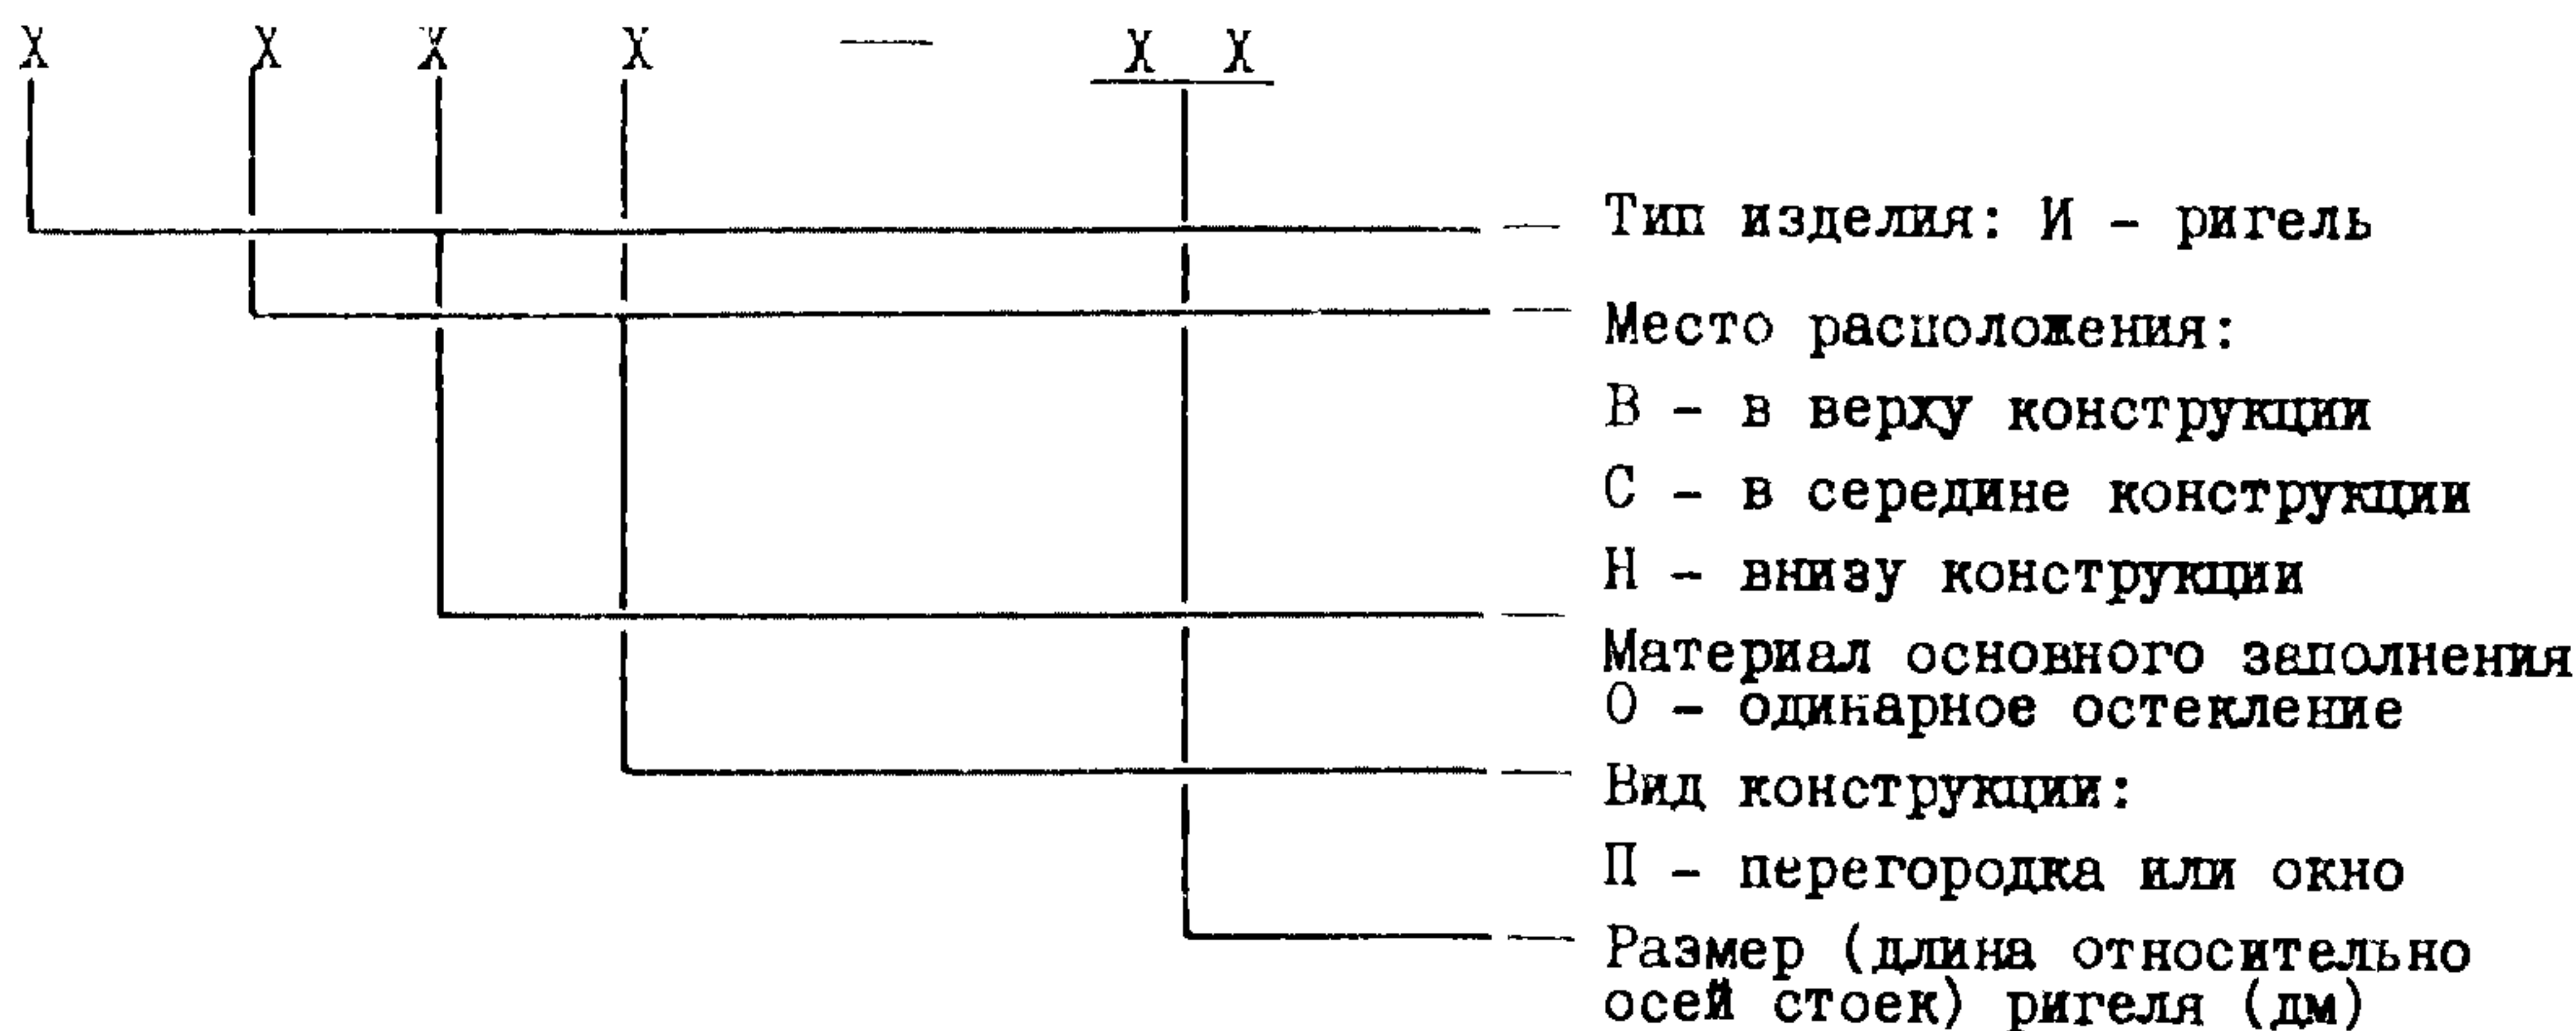 X X X X — X X
Тип изделия: И - ригель
Место расположения:
В - в верху конструкции
С - в середине конструкции
Н - внизу конструкции
Материал основного заполнения
О - одинарное остекление
Вид конструкции:
П - перегородка или окно
Размер (длина относительно
осей стоек) ригеля (дм)